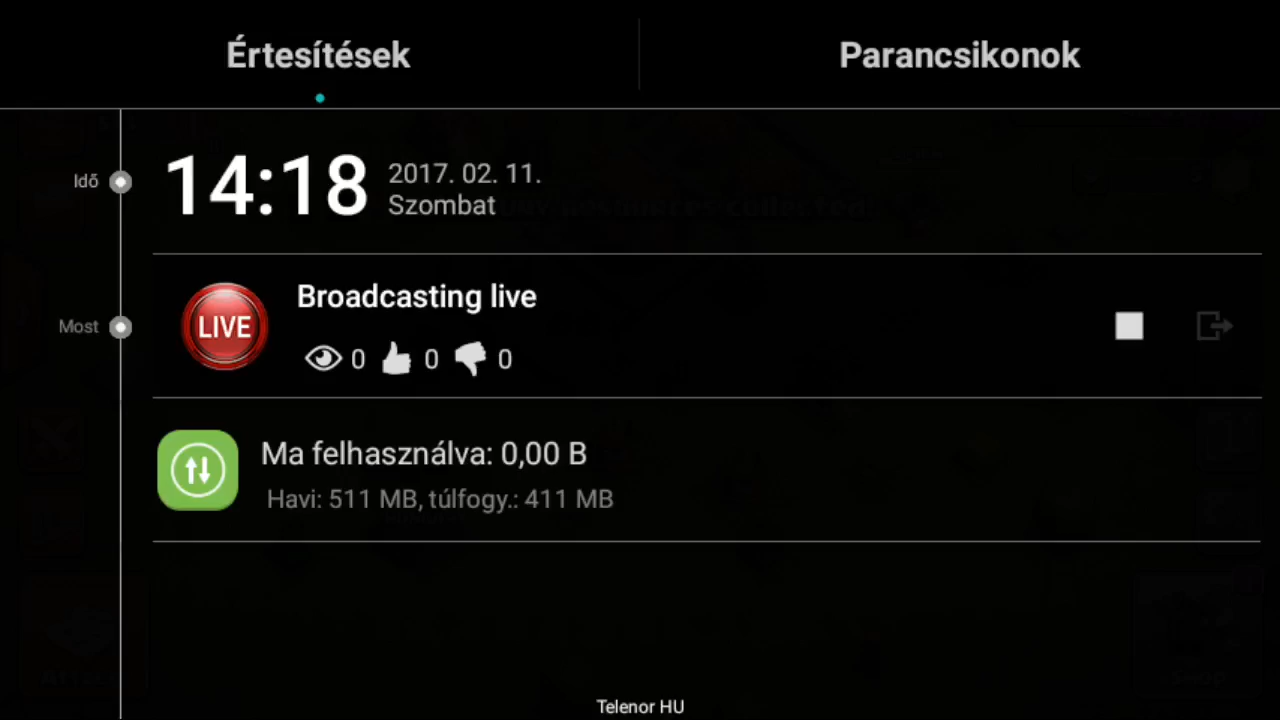 Értesítések
Parancsikonok
Idő
14:18
2017. 02. 11.
Szombat
Most
LIVE
Broadcasting live
0 0 0
Ma felhasználva: 0,00 B
Havi: 511 MB, túlfogy.: 411 MB
Telenor HU